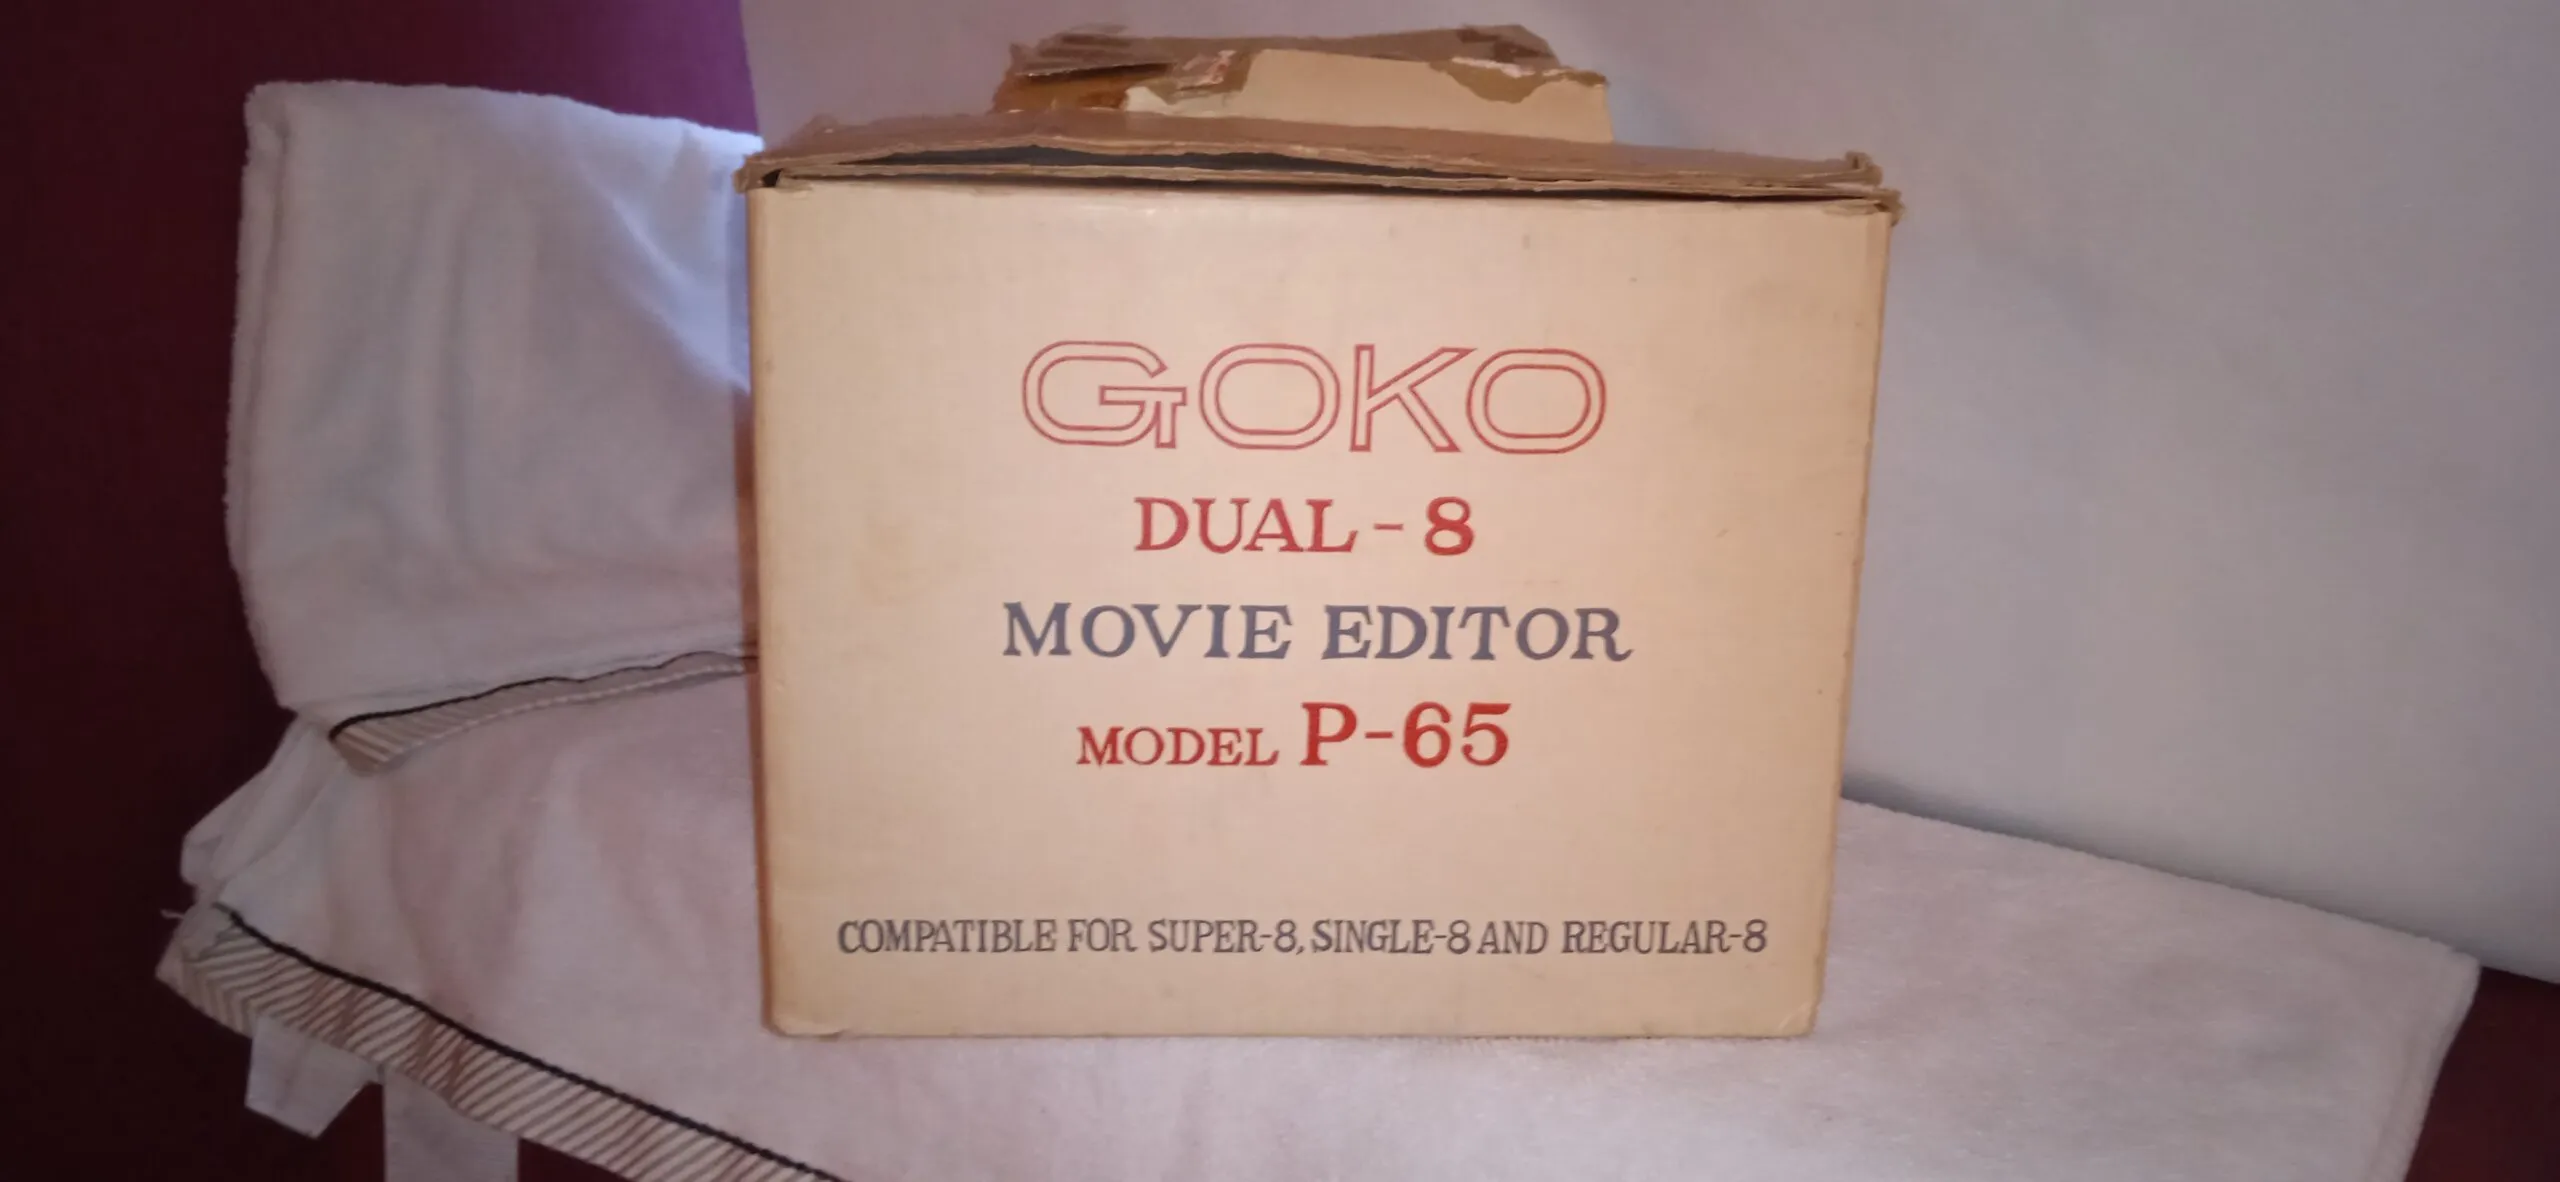 GOKO
DUAL-8
MOVIE EDITOR
MODEL P-65
COMPATIBLE FOR SUPER-8, SINGLE-8 AND REGULAR-8